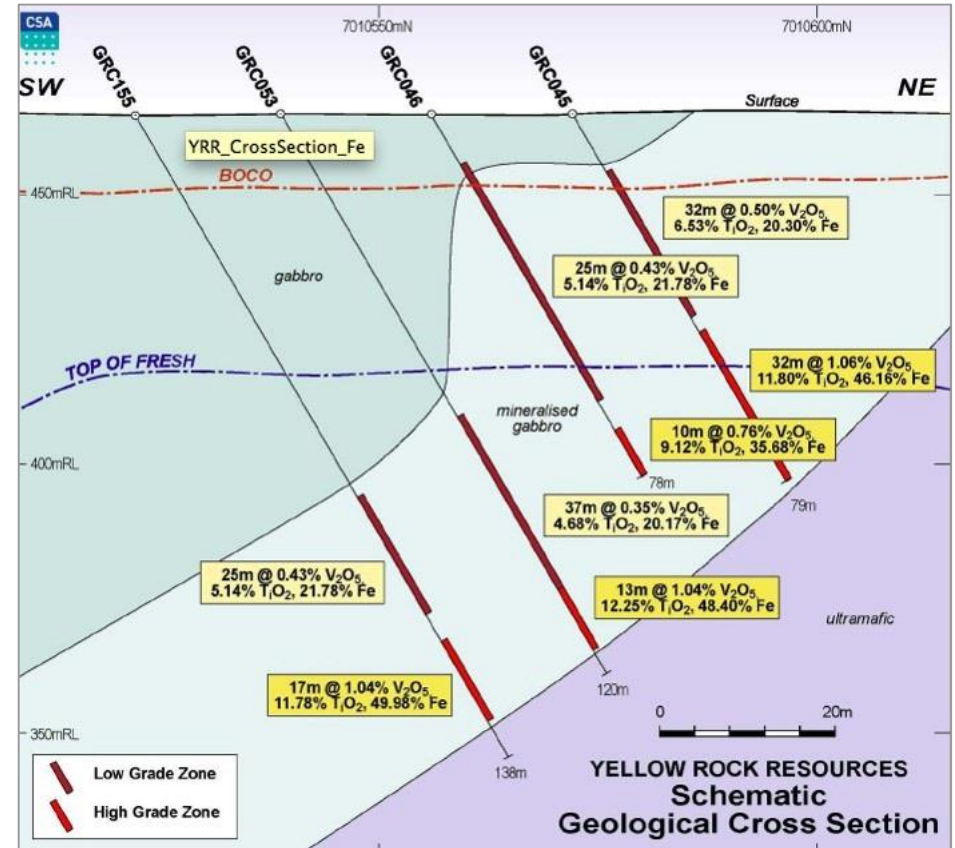 CSA
7010550mN
7010600mN
GRC155
GRC053
GRC046
GRC045
SW
NE
Surface
YRR_CrossSection_Fe
BOCO
450mRL
32m @ 0.50% V₂O₅,
6.53% TᵢO₂, 20.30% Fe
25m @ 0.43% V₂O₅,
5.14% TᵢO₂, 21.78% Fe
gabbro
TOP OF FRESH
32m @ 1.06% V₂O₅,
11.80% TᵢO₂, 46.16% Fe
mineralised
gabbro
10m @ 0.76% V₂O₅,
9.12% TᵢO₂, 35.68% Fe
400mRL
78m
79m
37m @ 0.35% V₂O₅,
4.68% TᵢO₂, 20.17% Fe
25m @ 0.43% V₂O₅,
5.14% TᵢO₂, 21.78% Fe
13m @ 1.04% V₂O₅,
12.25% TᵢO₂, 48.40% Fe
ultramafic
17m @ 1.04% V₂O₅,
11.78% TᵢO₂, 49.98% Fe
120m
0
20m
350mRL
138m
Low Grade Zone
High Grade Zone
YELLOW ROCK RESOURCES
Schematic
Geological Cross Section